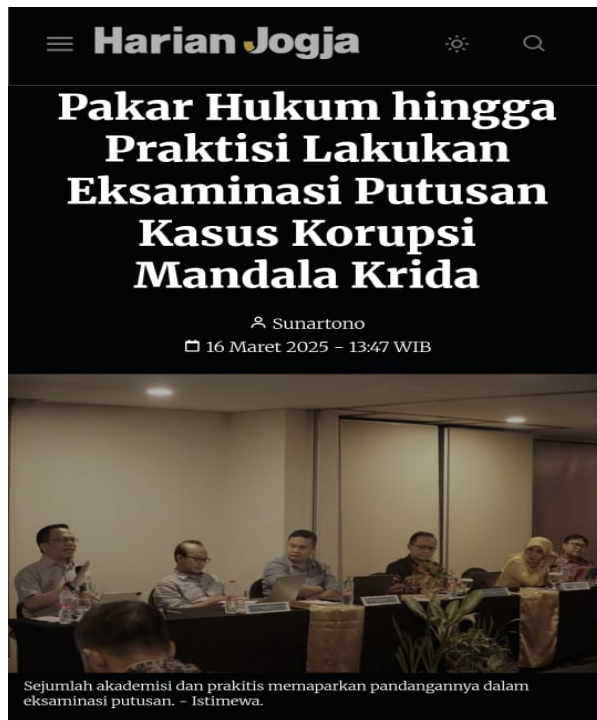 Harian Jogja
Pakar Hukum hingga
Praktisi Lakukan
Eksaminasi Putusan
Kasus Korupsi
Mandala Krida
Sunartono
16 Maret 2025 - 13:47 WIB
Sejumlah akademisi dan prakitis memaparkan pandangannya dalam
eksaminasi putusan. - Istimewa.